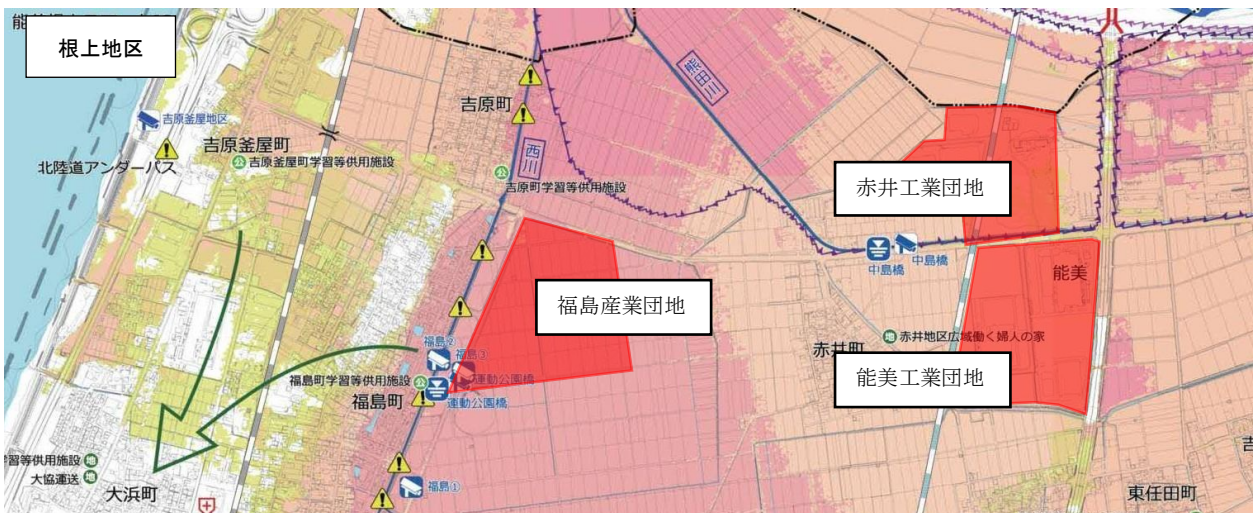 根上地区
吉原町
熊田川
吉原釜屋地区
吉原釜屋町
西川
北陸道アンダーパス
公 吉原釜屋町学習等供用施設
公
吉原町学習等供用施設
赤井工業団地
中島橋
中島橋
能美
福島産業団地
地 赤井地区広域働く婦人の家
赤井町
福島②
福島③
福島町学習等供用施設 公
運動公園橋
運動公園橋
福島町
能美工業団地
学習等供用施設 地
大協運送 地
大浜町
福島①
東任田町